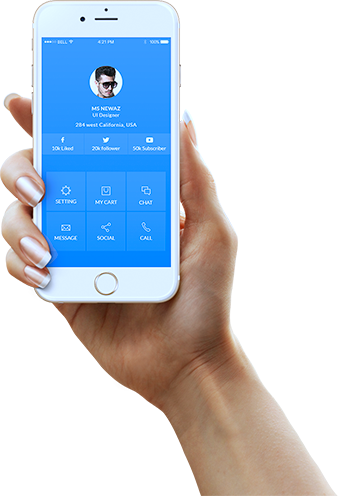 BELL 4:21 PM 100%
MS NEWAZ
UI Designer
284 west California, USA
10k Liked 20k follower 50k Subscriber
SETTING MY CART CHAT
MESSAGE SOCIAL CALL